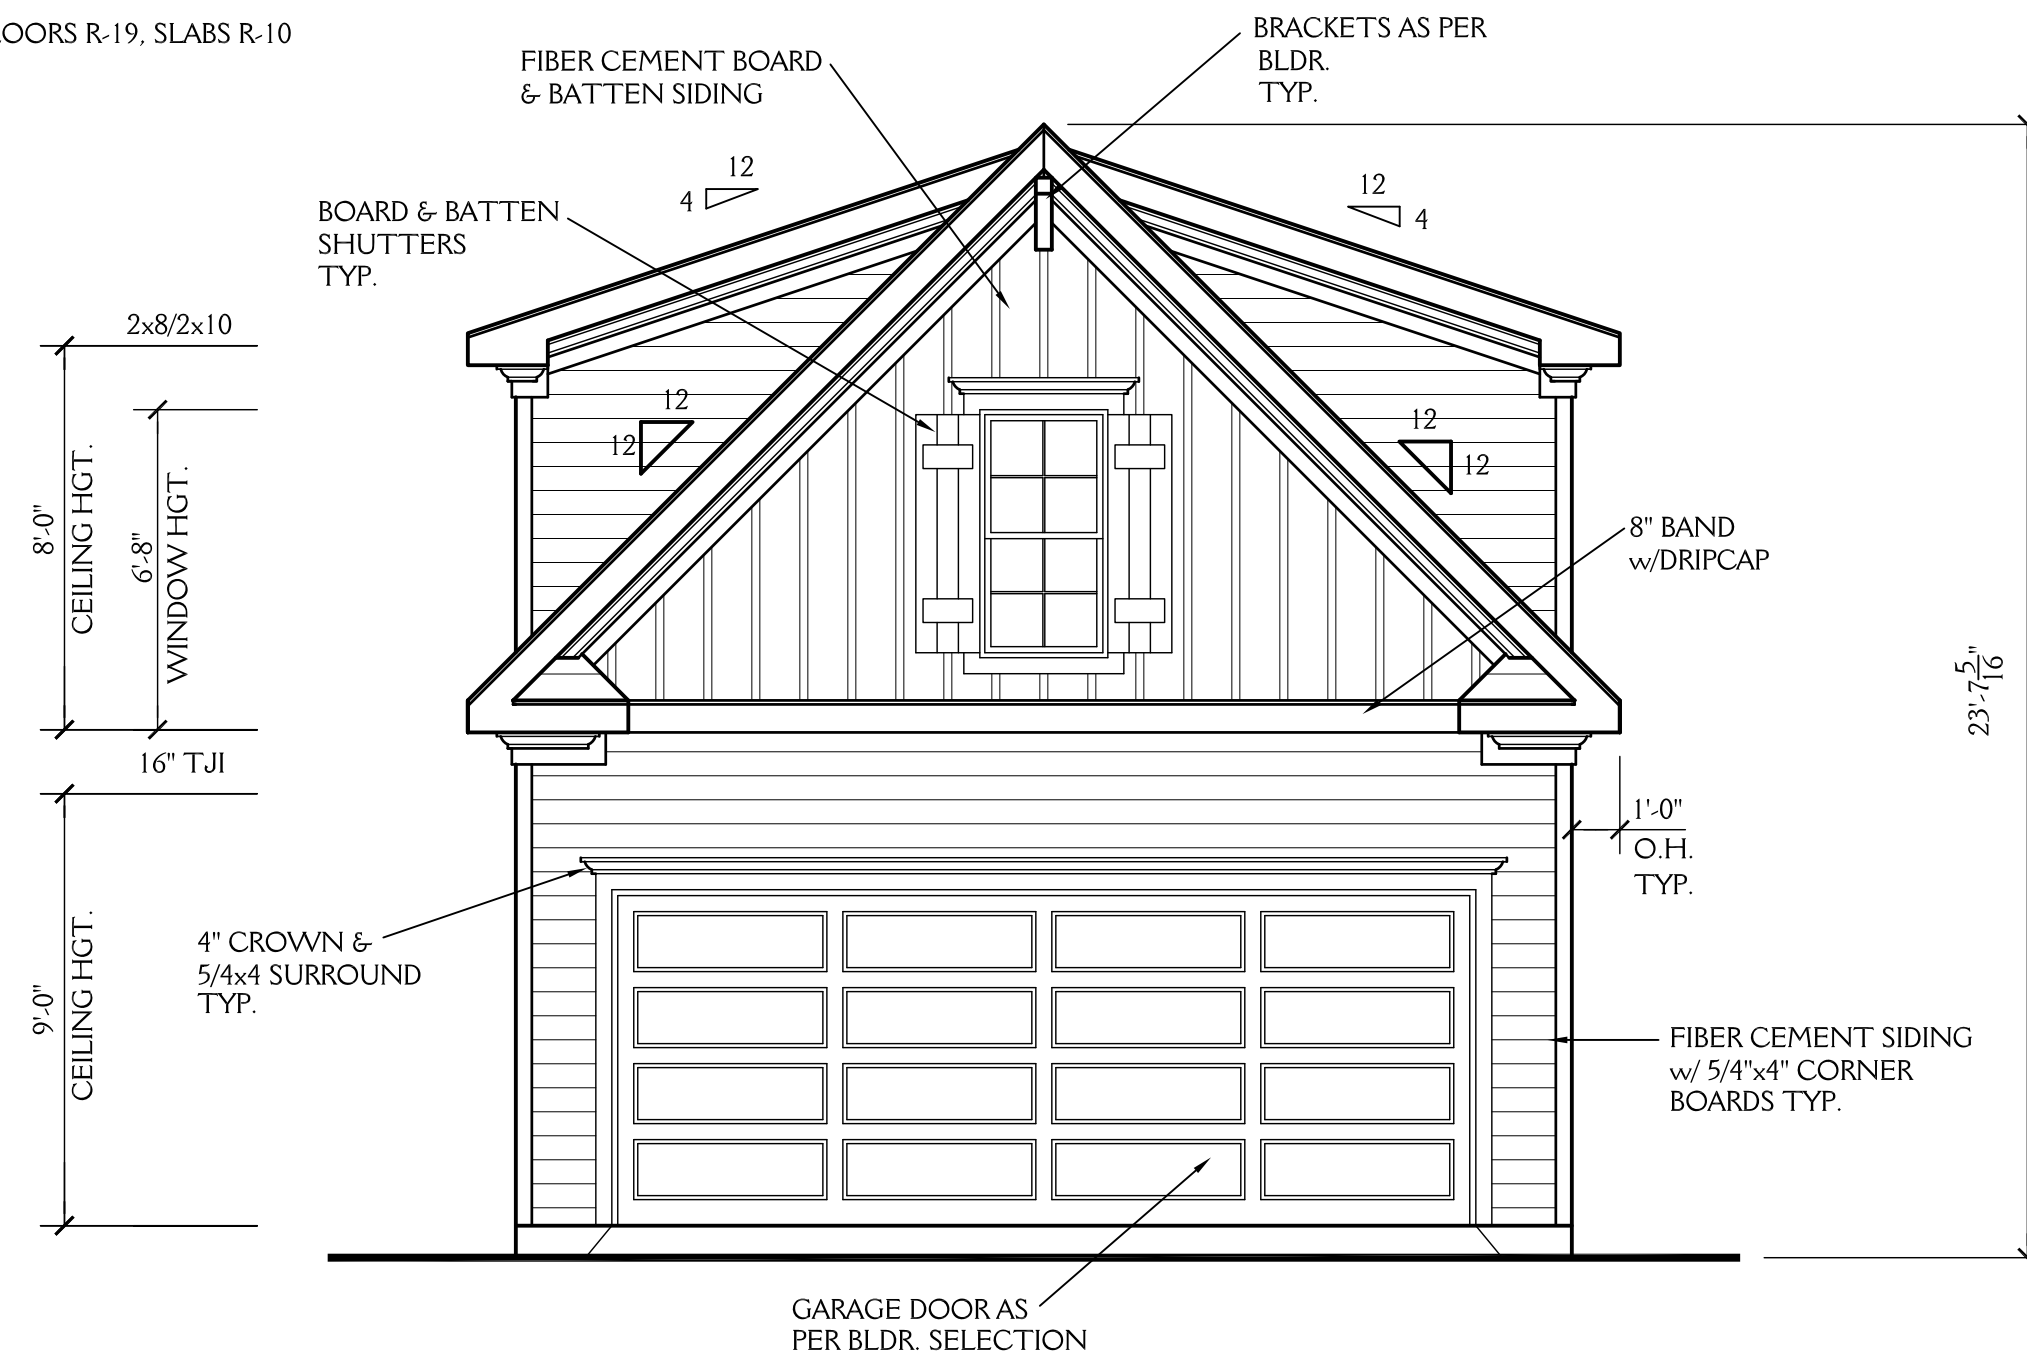 OORS R-19, SLABS R-10
BRACKETS AS PER
BLDR.
TYP.
FIBER CEMENT BOARD
& BATTEN SIDING
12
4
12
4
BOARD & BATTEN
SHUTTERS
TYP.
2x8/2x10
12
12
12
12
8'-0"
CEILING HGT.
6'-8"
WINDOW HGT.
8" BAND
w/DRIPCAP
23'-7 5/16"
16" TJI
1'-0"
O.H.
TYP.
4" CROWN &
5/4x4 SURROUND
TYP.
9'-0"
CEILING HGT.
FIBER CEMENT SIDING
w/ 5/4"x4" CORNER
BOARDS TYP.
GARAGE DOOR AS
PER BLDR. SELECTION